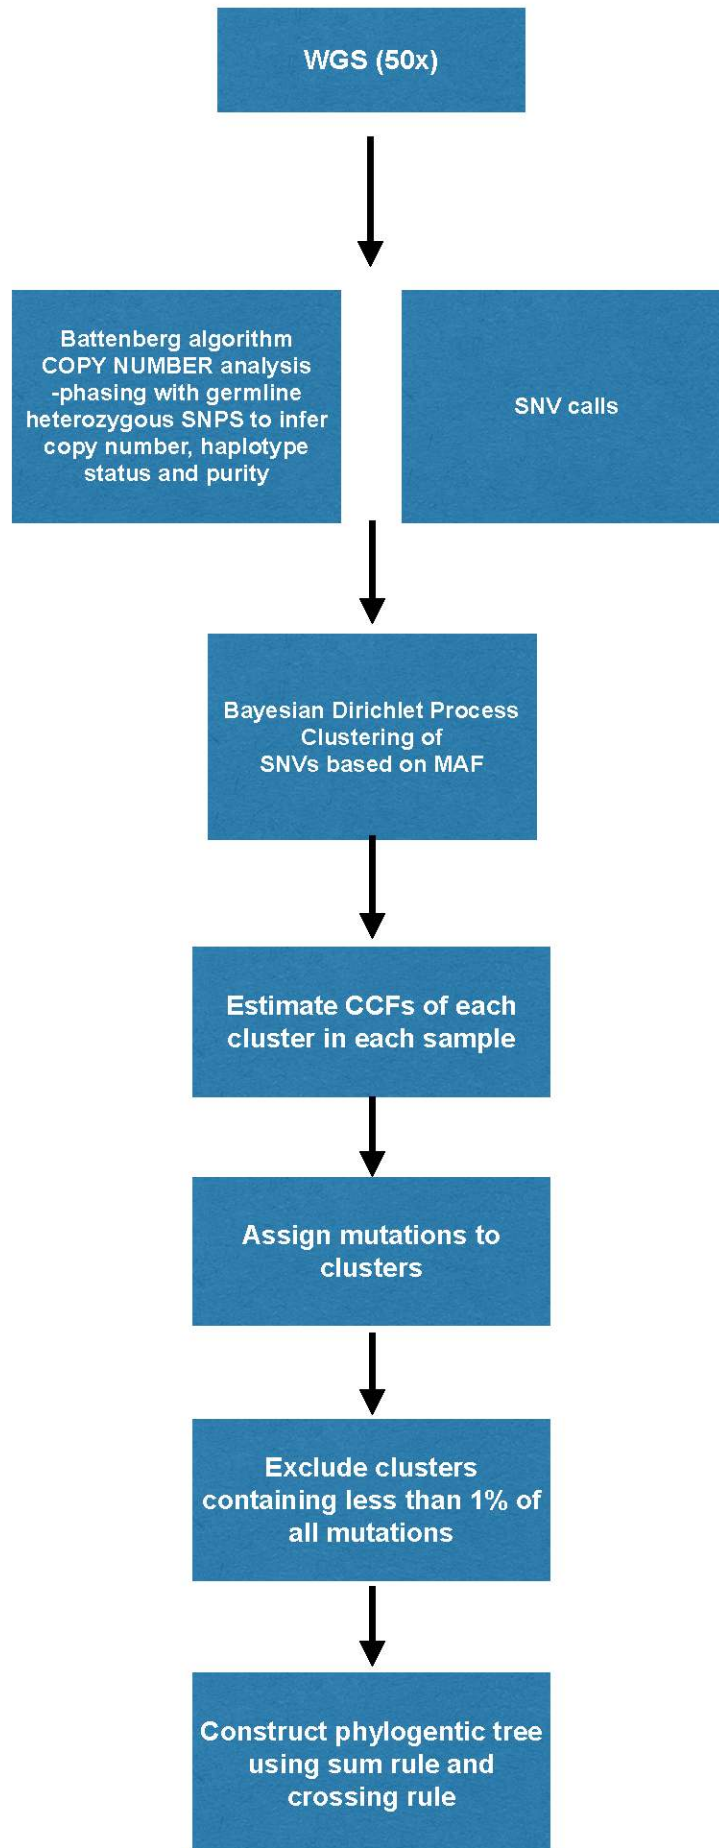 WGS (50x)
Battenberg algorithm
COPY NUMBER analysis
-phasing with germline
heterozygous SNPS to infer
copy number, haplotype
status and purity
SNV calls
Bayesian Dirichlet Process
Clustering of
SNVs based on MAF
Estimate CCFs of each
cluster in each sample
Assign mutations to
clusters
Exclude clusters
containing less than 1% of
all mutations
Construct phylogentic tree
using sum rule and
crossing rule